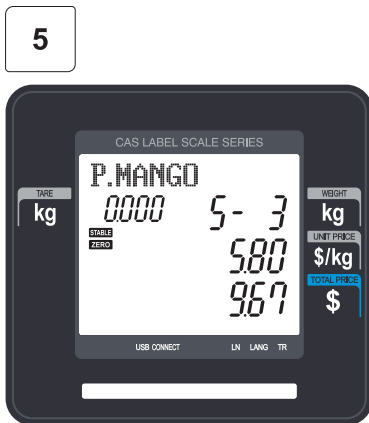 5
CAS LABEL SCALE SERIES
P.MANGO
TARE
kg
0.000 5- 3
WEIGHT
kg
STABLE
ZERO
5.80
UNIT PRICE
$/kg
9.67
TOTAL PRICE
$
USB CONNECT LN LANG TR